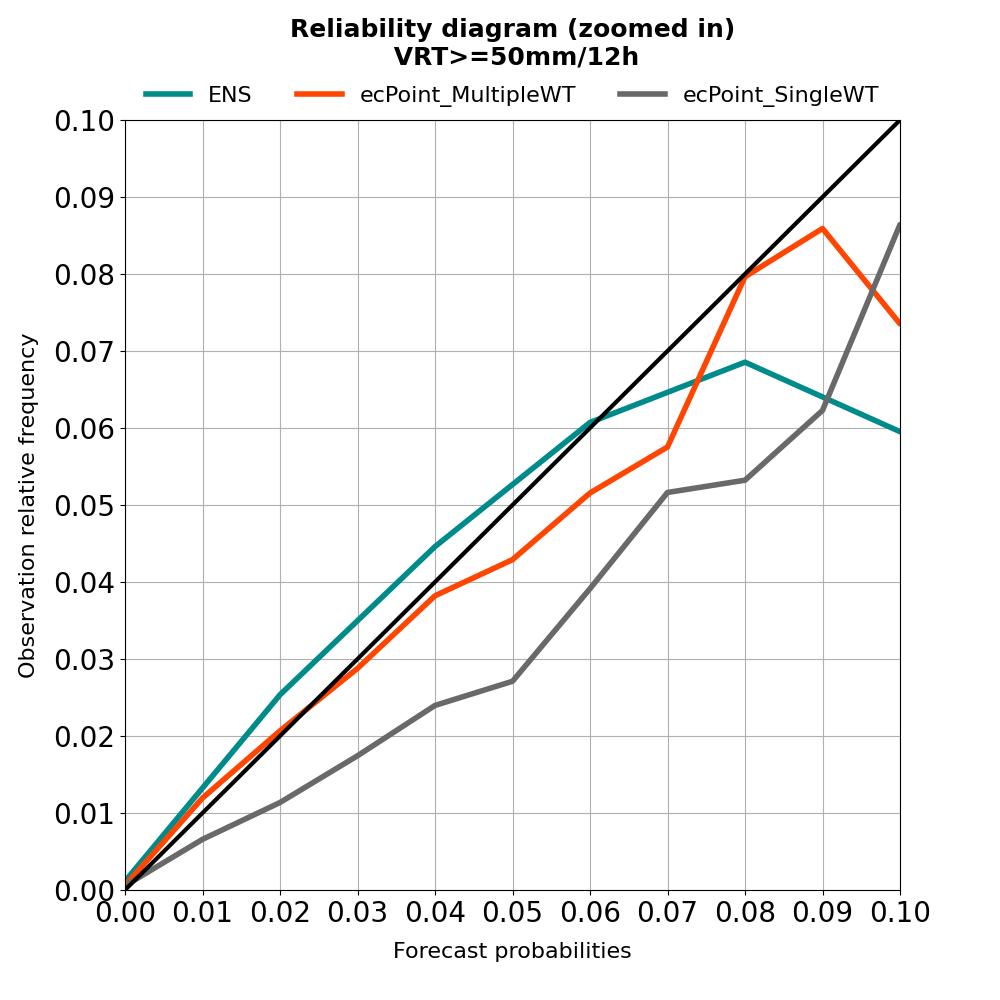 Reliability diagram (zoomed in)
VRT>=50mm/12h
ENS ecPoint_MultipleWT ecPoint_SingleWT
0.10
0.09
0.08
0.07
0.06
0.05
0.04
0.03
0.02
0.01
0.00
Observation relative frequency
0.00 0.01 0.02 0.03 0.04 0.05 0.06 0.07 0.08 0.09 0.10
Forecast probabilities